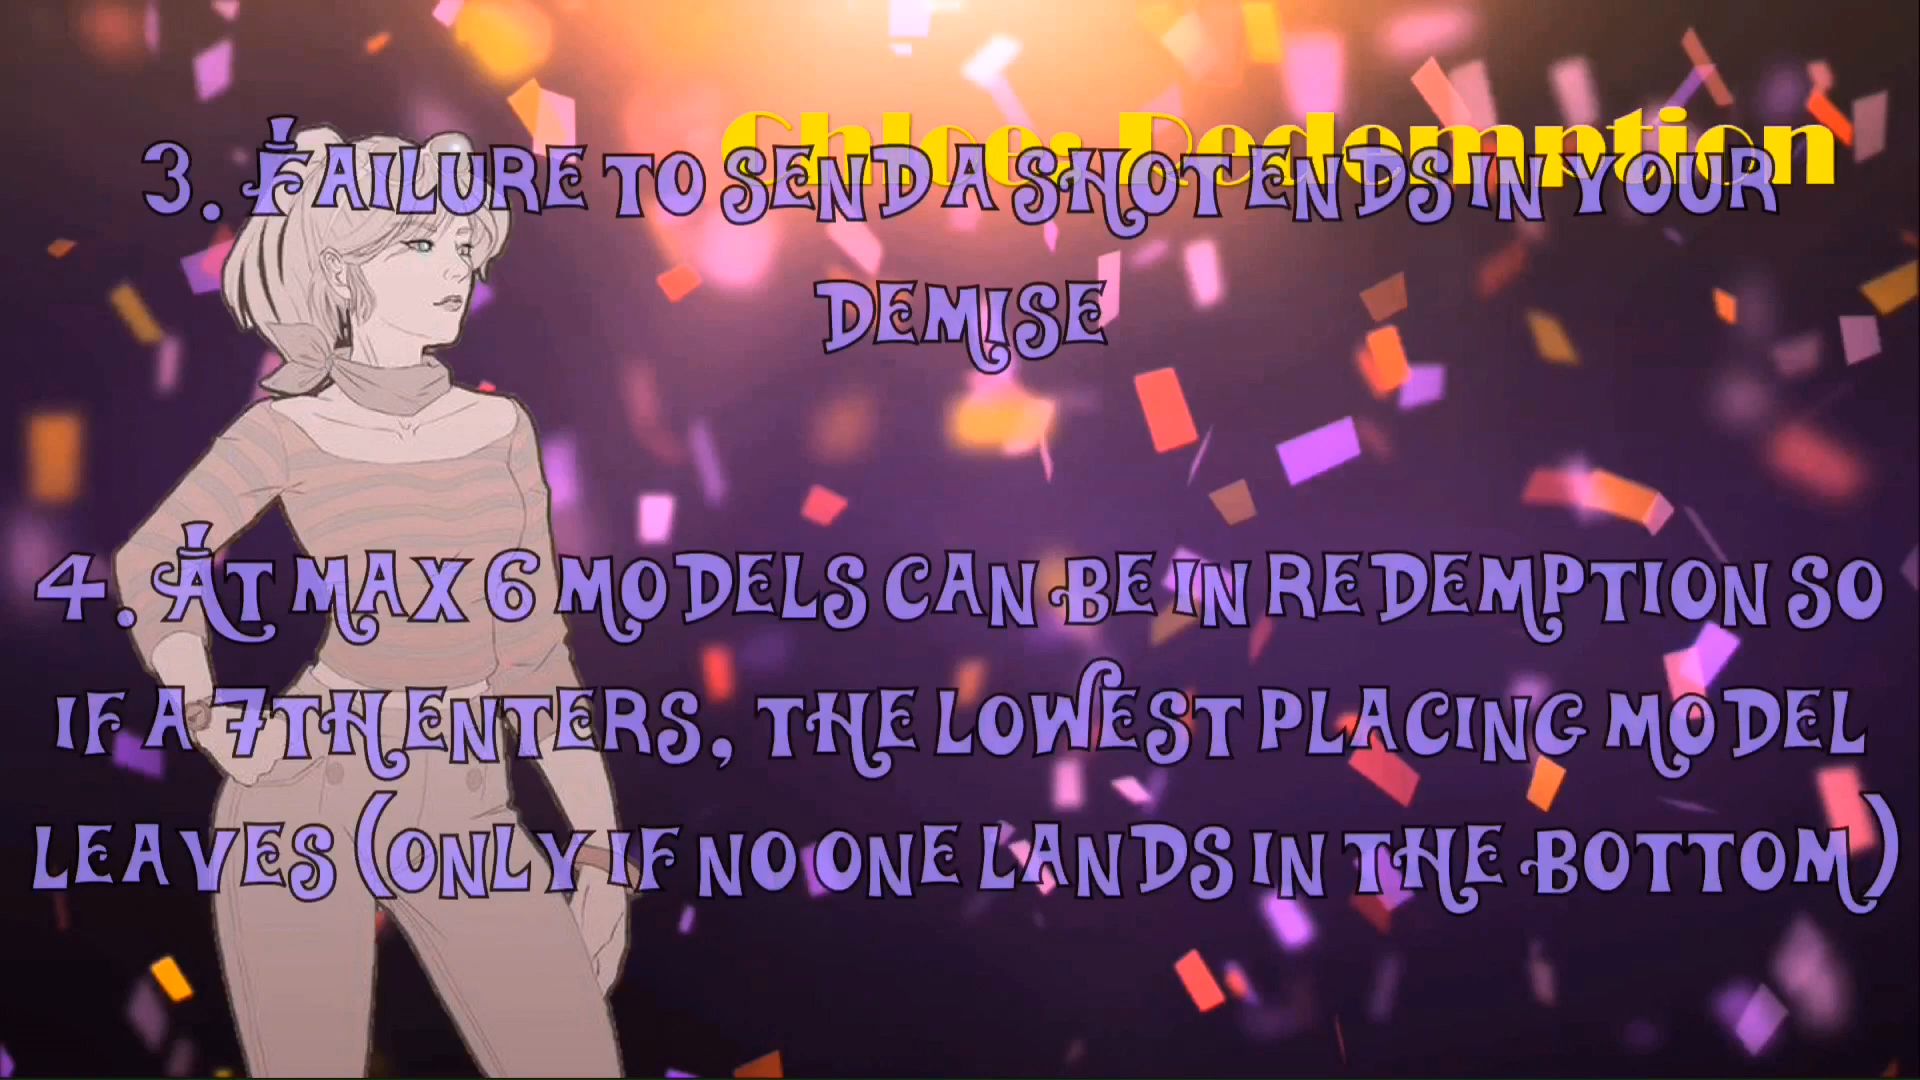 Chloe: Redemption
3. Failure to send a shot ends in your
demise
4. At max 6 models can be in redemption so
if a 7th enters, the lowest placing model
leaves (only if no one lands in the bottom)